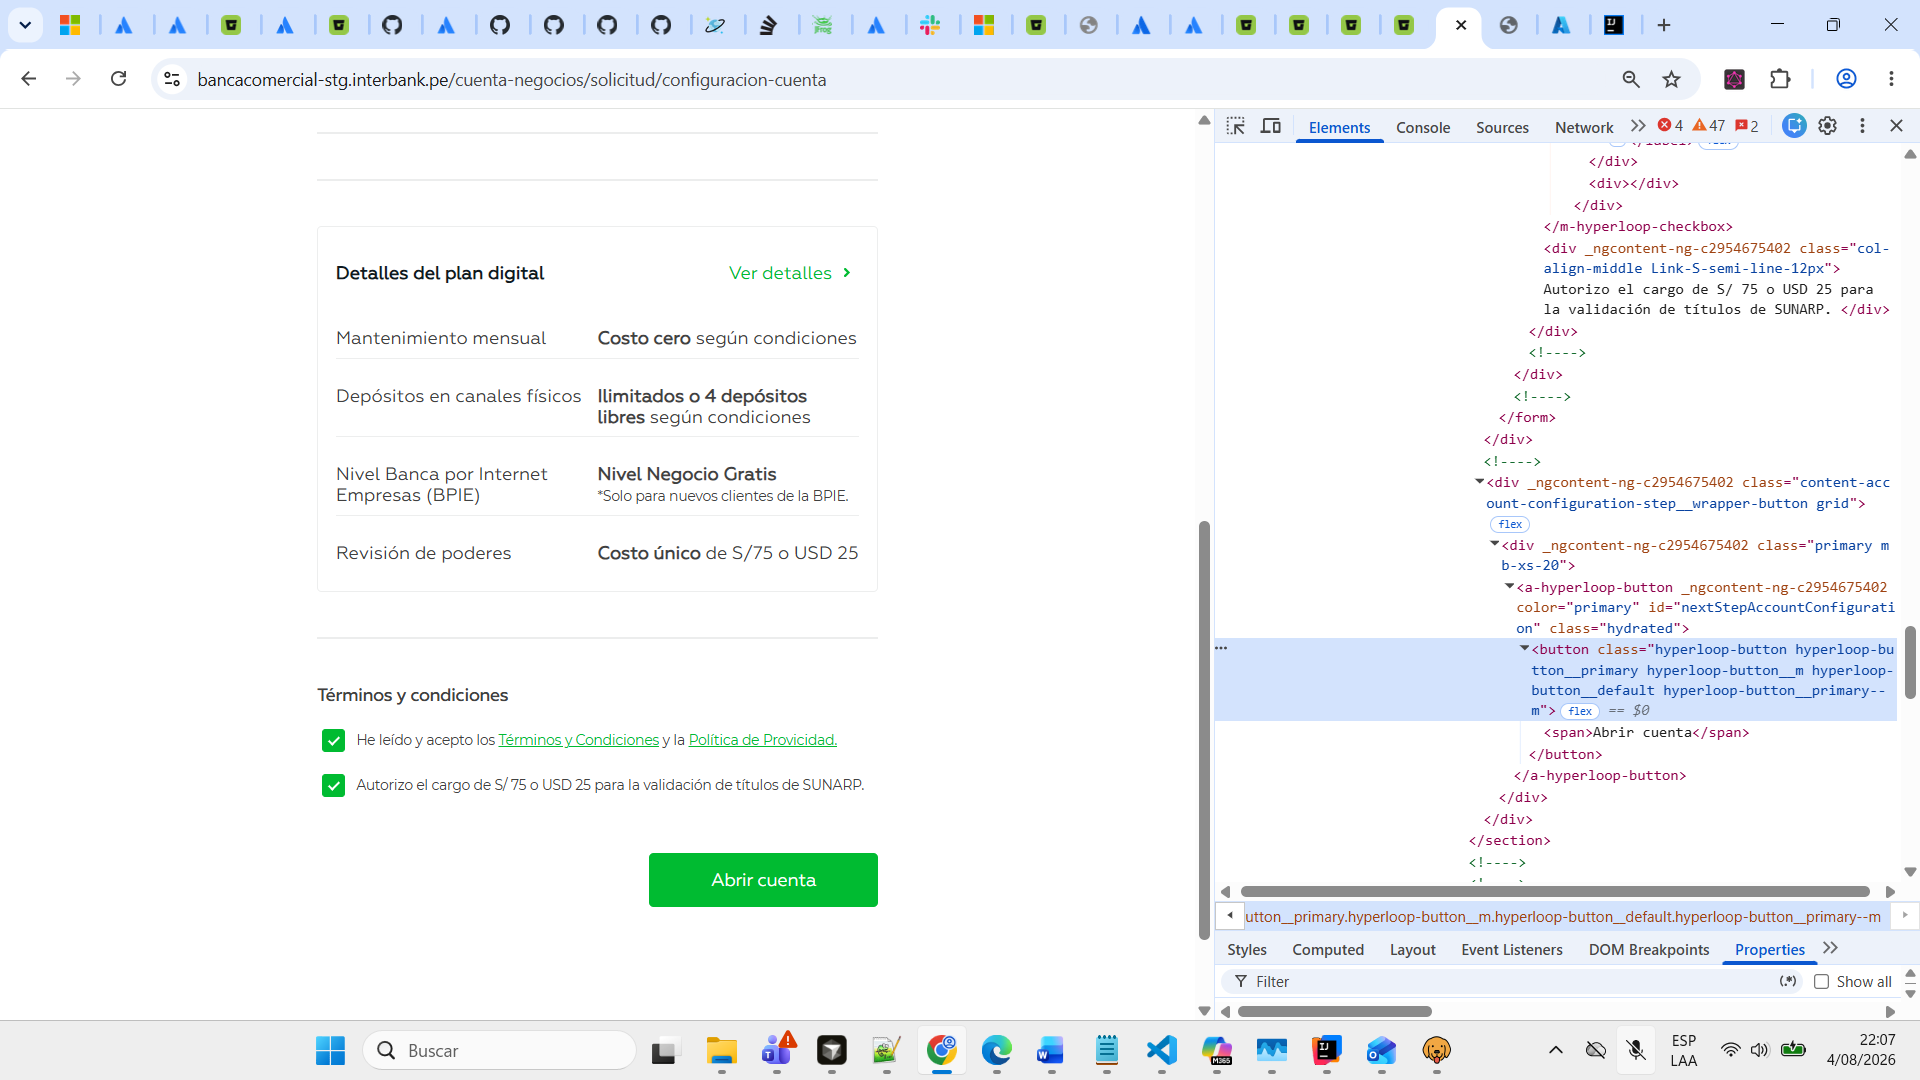 bancacomercial-stg.interbank.pe/cuenta-negocios/solicitud/configuracion-cuenta
Detalles del plan digital
Ver detalles
Mantenimiento mensual
Costo cero según condiciones
Depósitos en canales físicos
Ilimitados o 4 depósitos
libres según condiciones
Nivel Banca por Internet
Empresas (BPIE)
Nivel Negocio Gratis
*Solo para nuevos clientes de la BPIE.
Revisión de poderes
Costo único de S/75 o USD 25
Términos y condiciones
He leído y acepto los Términos y Condiciones y la Política de Provicidad.
Autorizo el cargo de S/ 75 o USD 25 para la validación de títulos de SUNARP.
Abrir cuenta
Elements
Console
Sources
Network
4
47
2
</div>
<div></div>
</div>
</m-hyperloop-checkbox>
<div _ngcontent-ng-c2954675402 class="col-
align-middle Link-S-semi-line-12px">
Autorizo el cargo de S/ 75 o USD 25 para
la validación de títulos de SUNARP. </div>
</div>
<!---->
</div>
<!---->
</form>
</div>
<!---->
<div _ngcontent-ng-c2954675402 class="content-acc
ount-configuration-step__wrapper-button grid">
flex
<div _ngcontent-ng-c2954675402 class="primary m
b-xs-20">
<a-hyperloop-button _ngcontent-ng-c2954675402
color="primary" id="nextStepAccountConfigurati
on" class="hydrated">
<button class="hyperloop-button hyperloop-bu
tton__primary hyperloop-button__m hyperloop-
button__default hyperloop-button__primary--
m"> flex == $0
<span>Abrir cuenta</span>
</button>
</a-hyperloop-button>
</div>
</div>
</section>
<!---->
utton__primary.hyperloop-button__m.hyperloop-button__default.hyperloop-button__primary--m
Styles
Computed
Layout
Event Listeners
DOM Breakpoints
Properties
Filter
(.*)
Show all
Buscar
M365
ESP
LAA
22:07
4/08/2026